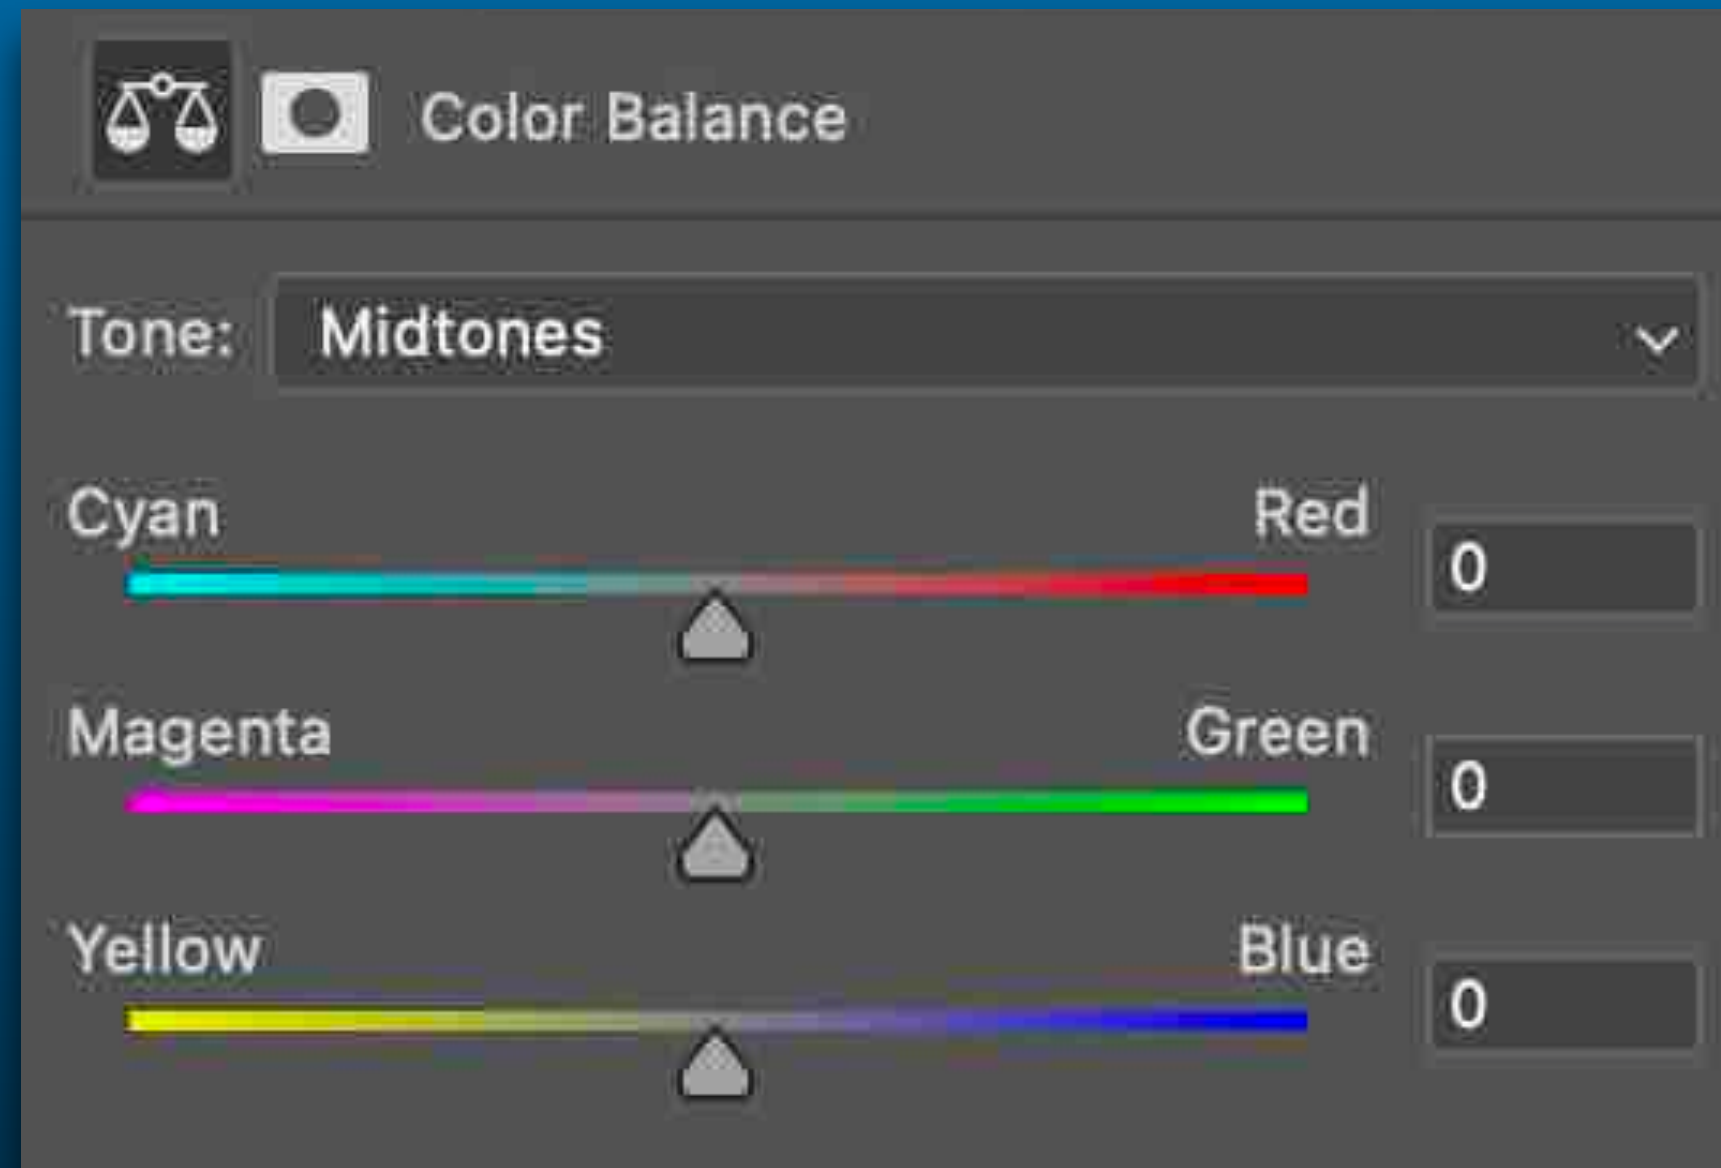 Color Balance
Tone: Midtones
Cyan Red 0
Magenta Green 0
Yellow Blue 0